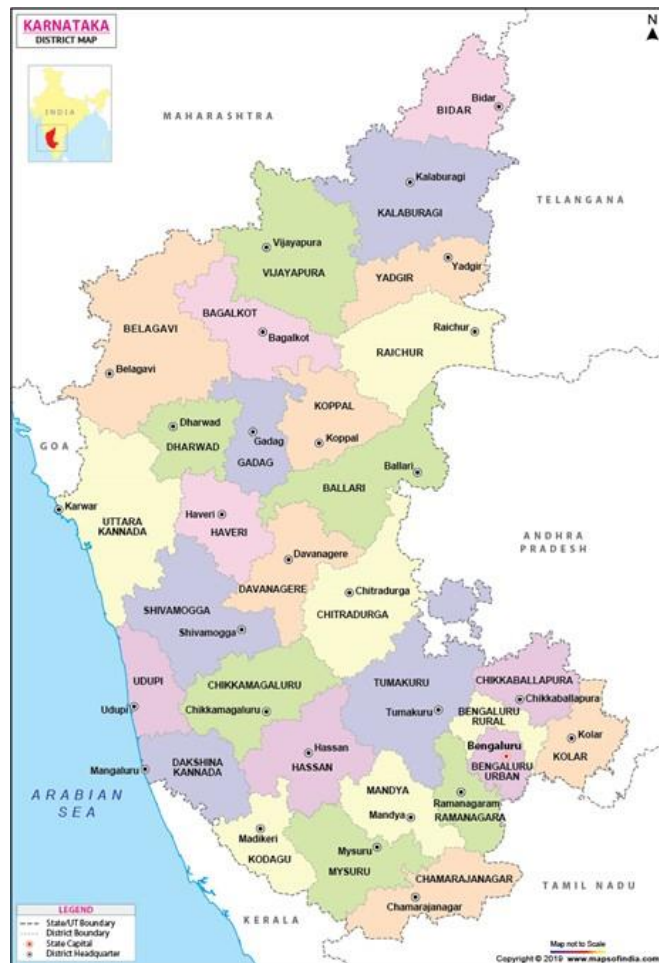 KARNATAKA
DISTRICT MAP
N
INDIA
MAHARASHTRA
Bidar
BIDAR
Kalaburagi
KALABURAGI
TELANGANA
Vijayapura
VIJAYAPURA
Yadgir
YADGIR
BAGALKOT
Bagalkot
BELAGAVI
Belagavi
Raichur
RAICHUR
KOPPAL
Koppal
Dharwad
DHARWAD
Gadag
GADAG
GOA
Ballari
BALLARI
Karwar
UTTARA
KANNADA
Haveri
HAVERI
ANDHRA
PRADESH
Davanagere
DAVANAGERE
Chitradurga
CHITRADURGA
SHIVAMOGGA
Shivamogga
UDUPI
Udupi
CHIKKAMAGALURU
Chikkamagaluru
TUMAKURU
Tumakuru
CHIKKABALLAPURA
Chikkaballapura
BENGALURU
RURAL
Bengaluru
BENGALURU
URBAN
Kolar
KOLAR
Hassan
HASSAN
Mangaluru
DAKSHINA
KANNADA
ARABIAN
SEA
MANDYA
Mandya
Ramanagaram
RAMANAGARA
Madikeri
KODAGU
Mysuru
MYSURU
CHAMARAJANAGAR
Chamarajanagar
TAMIL NADU
KERALA
LEGEND
State/UT Boundary
District Boundary
State Capital
District Headquarter
Map not to Scale
Copyright © 2019 www.mapsofindia.com